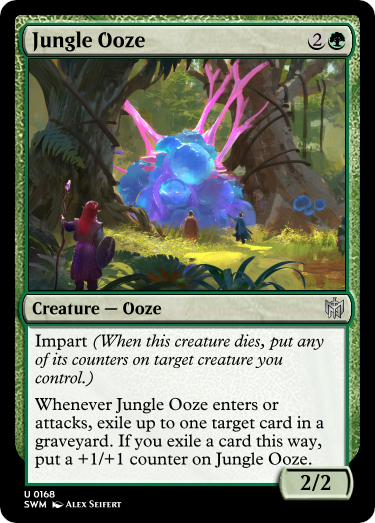 Jungle Ooze 2
Creature — Ooze
Impart (When this creature dies, put any
of its counters on target creature you
control.)
Whenever Jungle Ooze enters or
attacks, exile up to one target card in a
graveyard. If you exile a card this way,
put a +1/+1 counter on Jungle Ooze.
2/2
U 0168
SWM Alex Seifert